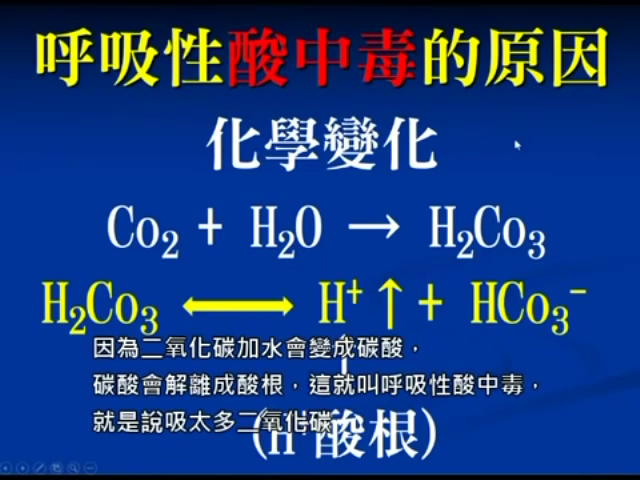 呼吸性酸中毒的原因
化學變化
Co₂ + H₂O → H₂Co₃
H₂Co₃ ⟷ H⁺↑ + HCo₃⁻
因為二氧化碳加水會變成碳酸，
碳酸會解離成酸根，這就叫呼吸性酸中毒，
就是說吸太多二氧化碳
(H⁺酸根)